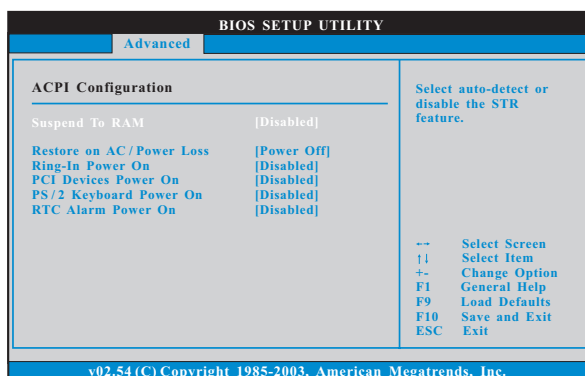 BIOS SETUP UTILITY
Advanced
ACPI Configuration
Suspend To RAM [Disabled]
Restore on AC / Power Loss [Power Off]
Ring-In Power On [Disabled]
PCI Devices Power On [Disabled]
PS / 2 Keyboard Power On [Disabled]
RTC Alarm Power On [Disabled]
Select auto-detect or
disable the STR
feature.
←→ Select Screen
↑↓ Select Item
+- Change Option
F1 General Help
F9 Load Defaults
F10 Save and Exit
ESC Exit
v02.54 (C) Copyright 1985-2003, American Megatrends, Inc.